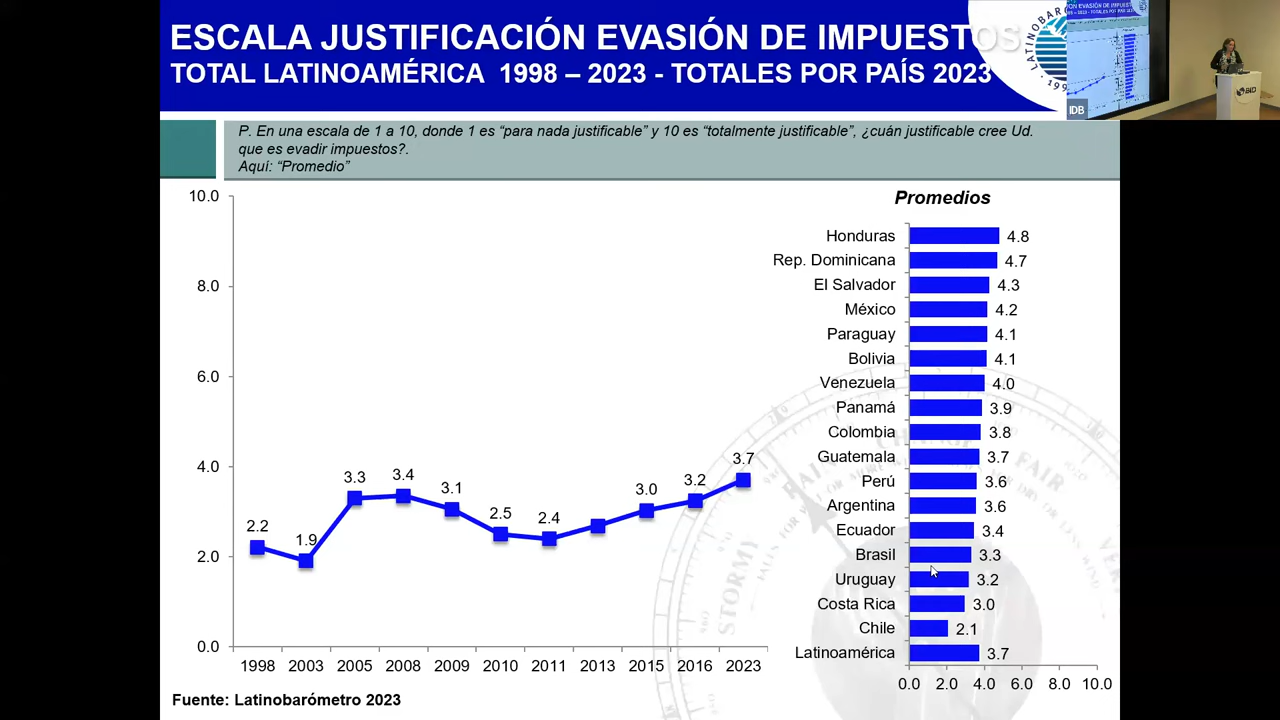 ESCALA JUSTIFICACIÓN EVASIÓN DE IMPUESTOS
TOTAL LATINOAMÉRICA 1998 – 2023 - TOTALES POR PAÍS 2023
IDB
BID
P. En una escala de 1 a 10, donde 1 es “para nada justificable” y 10 es “totalmente justificable”, ¿cuán justificable cree Ud.
que es evadir impuestos?.
Aquí: “Promedio”
10.0
8.0
6.0
4.0
2.0
0.0
2.2
1.9
3.3
3.4
3.1
2.5
2.4
3.0
3.2
3.7
1998 2003 2005 2008 2009 2010 2011 2013 2015 2016 2023
Promedios
Honduras 4.8
Rep. Dominicana 4.7
El Salvador 4.3
México 4.2
Paraguay 4.1
Bolivia 4.1
Venezuela 4.0
Panamá 3.9
Colombia 3.8
Guatemala 3.7
Perú 3.6
Argentina 3.6
Ecuador 3.4
Brasil 3.3
Uruguay 3.2
Costa Rica 3.0
Chile 2.1
Latinoamérica 3.7
0.0 2.0 4.0 6.0 8.0 10.0
STORMY
FAIR
Fuente: Latinobarómetro 2023